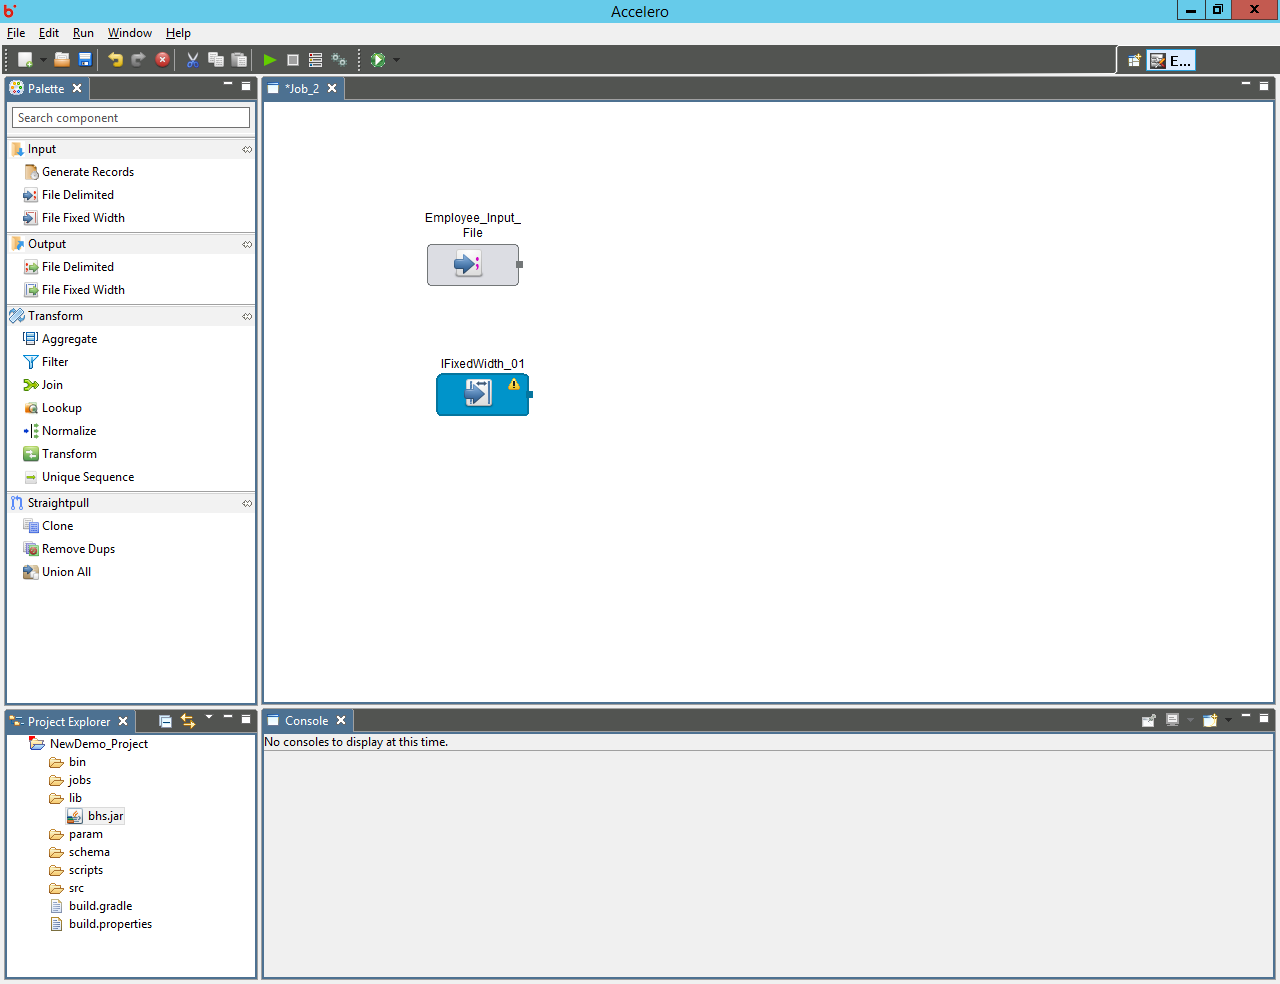 Accelero
File Edit Run Window Help
E...
Palette
Search component
Input
Generate Records
File Delimited
File Fixed Width
Output
File Delimited
File Fixed Width
Transform
Aggregate
Filter
Join
Lookup
Normalize
Transform
Unique Sequence
Straightpull
Clone
Remove Dups
Union All
*Job_2
Employee_Input_
File
IFixedWidth_01
Project Explorer
NewDemo_Project
bin
jobs
lib
bhs.jar
param
schema
scripts
src
build.gradle
build.properties
Console
No consoles to display at this time.